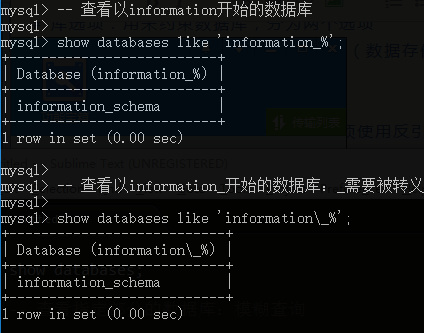 mysql> -- 查看以information开始的数据库
mysql>
mysql> show databases like 'information_%';
+-------------------------+
| Database (information_%) |
+-------------------------+
| information_schema |
+-------------------------+
1 row in set (0.00 sec)
mysql>
mysql> -- 查看以information_开始的数据库: _需要被转义
mysql>
mysql> show databases like 'information\_%';
+--------------------------+
| Database (information\_%) |
+--------------------------+
| information_schema |
+--------------------------+
1 row in set (0.00 sec)